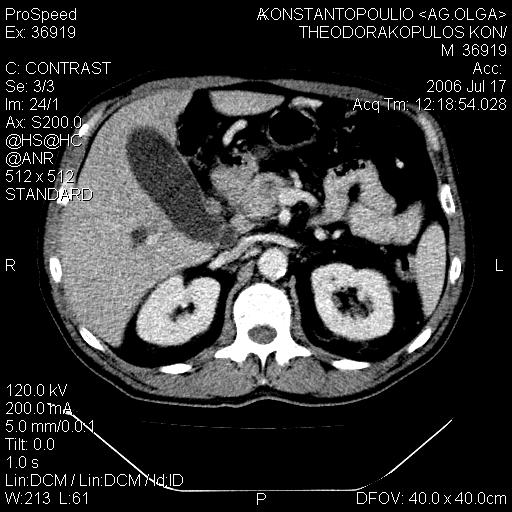 ProSpeed
Ex: 36919
KONSTANTOPOULIO <AG.OLGA>
THEODORAKOPULOS KON/
M 36919
C: CONTRAST
Se: 3/3
Im: 24/1
Ax: S200.0
@HS@HC
@ANR
512 x 512
STANDARD
Acc:
2006 Jul 17
Acq Tm: 12:18:54.028
R
L
120.0 kV
200.0 mA
5.0 mm/0.0:1
Tilt: 0.0
1.0 s
Lin:DCM / Lin:DCM / Id:ID
W:213 L:61
P
DFOV: 40.0 x 40.0cm